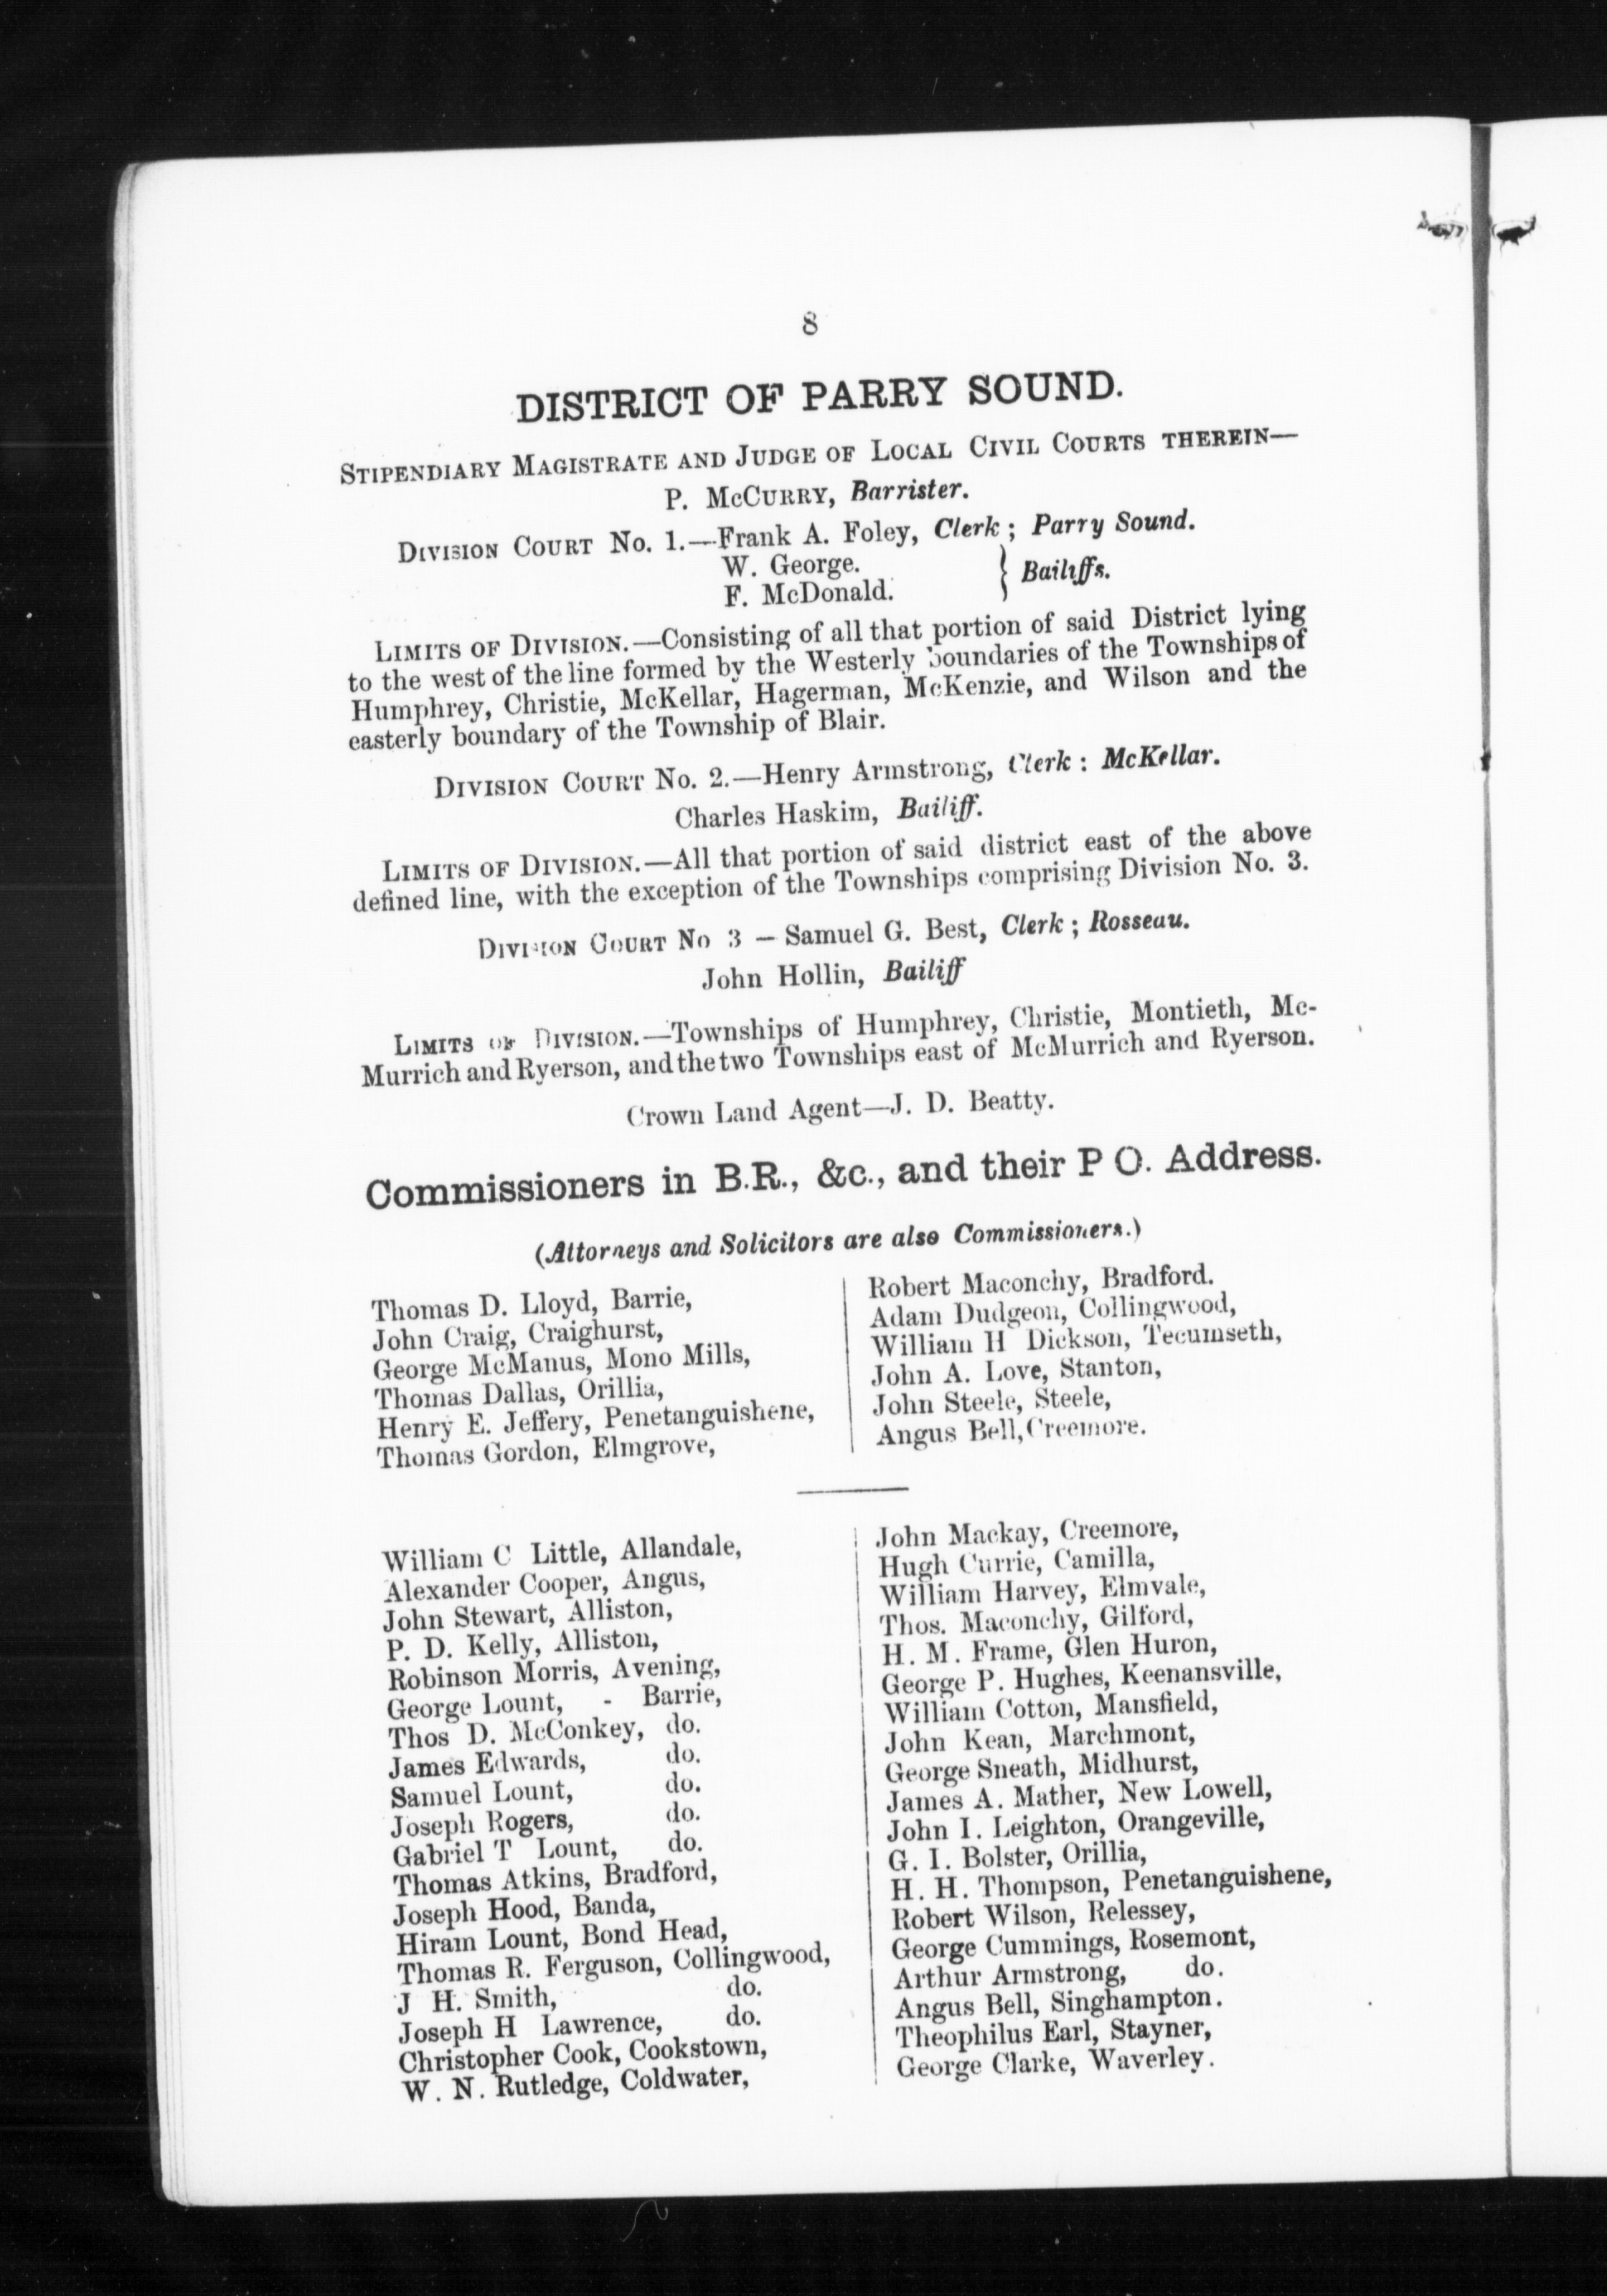 8
DISTRICT OF PARRY SOUND.
STIPENDIARY MAGISTRATE AND JUDGE OF LOCAL CIVIL COURTS THEREIN—
P. MCCURRY, Barrister.
DIVISION COURT NO. 1.—Frank A. Foley, Clerk; Parry Sound.
W. George.
F. McDonald. } Bailiffs.
LIMITS OF DIVISION.—Consisting of all that portion of said District lying
to the west of the line formed by the Westerly boundaries of the Townships of
Humphrey, Christie, McKellar, Hagerman, McKenzie, and Wilson and the
easterly boundary of the Township of Blair.
DIVISION COURT NO. 2.—Henry Armstrong, Clerk: McKellar.
Charles Haskim, Bailiff.
LIMITS OF DIVISION.—All that portion of said district east of the above
defined line, with the exception of the Townships comprising Division No. 3.
DIVISION COURT NO 3 – Samuel G. Best, Clerk; Rosseau.
John Hollin, Bailiff
LIMITS OF DIVISION.—Townships of Humphrey, Christie, Montieth, Mc-
Murrich and Ryerson, and the two Townships east of McMurrich and Ryerson.
Crown Land Agent—J. D. Beatty.
Commissioners in B.R., &c., and their P O. Address.
(Attorneys and Solicitors are also Commissioners.)
Thomas D. Lloyd, Barrie,
John Craig, Craighurst,
George McManus, Mono Mills,
Thomas Dallas, Orillia,
Henry E. Jeffery, Penetanguishene,
Thomas Gordon, Elmgrove,
Robert Maconchy, Bradford.
Adam Dudgeon, Collingwood,
William H Dickson, Tecumseth,
John A. Love, Stanton,
John Steele, Steele,
Angus Bell, Creemore.
William C Little, Allandale,
Alexander Cooper, Angus,
John Stewart, Alliston,
P. D. Kelly, Alliston,
Robinson Morris, Avening,
George Lount, - Barrie,
Thos D. McConkey, do.
James Edwards, do.
Samuel Lount, do.
Joseph Rogers, do.
Gabriel T Lount, do.
Thomas Atkins, Bradford,
Joseph Hood, Banda,
Hiram Lount, Bond Head,
Thomas R. Ferguson, Collingwood,
J H. Smith, do.
Joseph H Lawrence, do.
Christopher Cook, Cookstown,
W. N. Rutledge, Coldwater,
John Mackay, Creemore,
Hugh Currie, Camilla,
William Harvey, Elmvale,
Thos. Maconchy, Gilford,
H. M. Frame, Glen Huron,
George P. Hughes, Keenansville,
William Cotton, Mansfield,
John Kean, Marchmont,
George Sneath, Midhurst,
James A. Mather, New Lowell,
John I. Leighton, Orangeville,
G. I. Bolster, Orillia,
H. H. Thompson, Penetanguishene,
Robert Wilson, Relessey,
George Cummings, Rosemont,
Arthur Armstrong, do.
Angus Bell, Singhampton.
Theophilus Earl, Stayner,
George Clarke, Waverley.